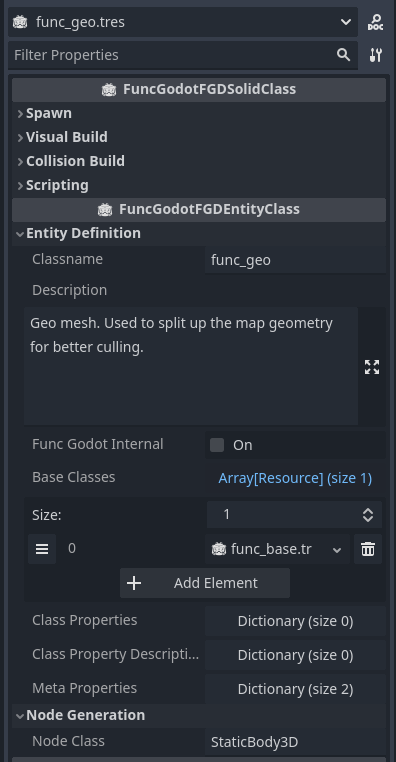 func_geo.tres
Filter Properties
FuncGodotFGDSolidClass
Spawn
Visual Build
Collision Build
Scripting
FuncGodotFGDEntityClass
Entity Definition
Classname func_geo
Description
Geo mesh. Used to split up the map geometry
for better culling.
Func Godot Internal On
Base Classes Array[Resource] (size 1)
Size: 1
0 func_base.tr
Add Element
Class Properties Dictionary (size 0)
Class Property Descripti... Dictionary (size 0)
Meta Properties Dictionary (size 2)
Node Generation
Node Class StaticBody3D